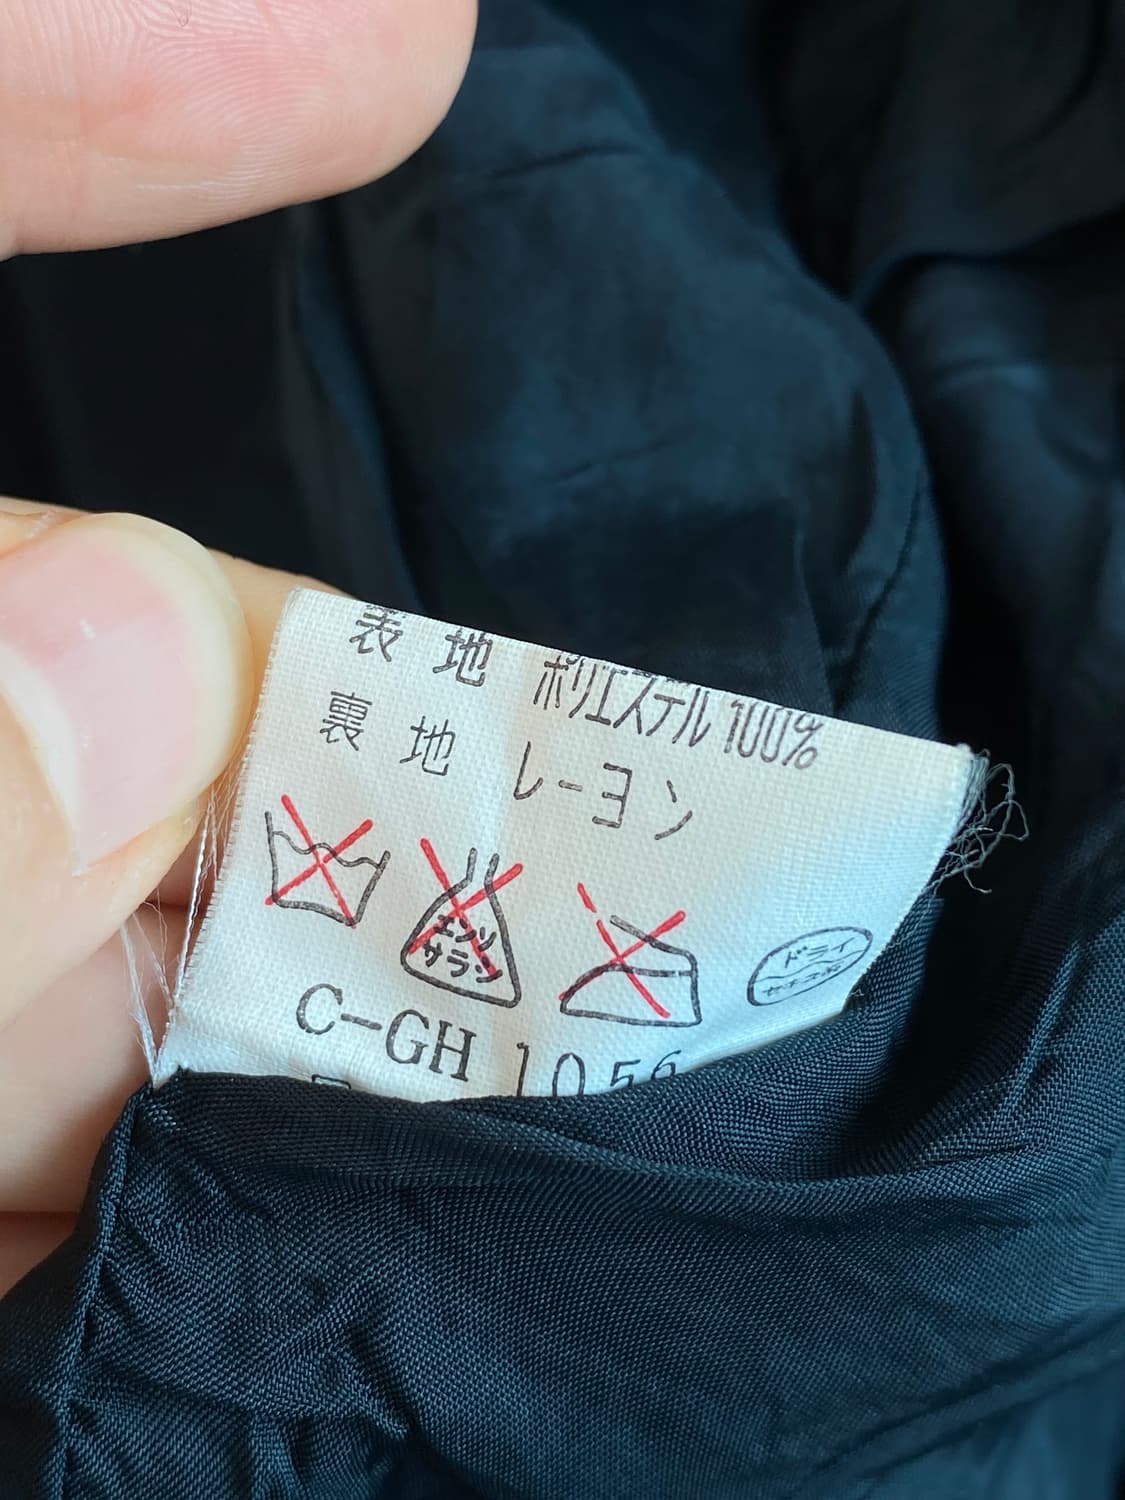 表地 ポリエステル 100%
裏地 レーヨン
エンソ
サラシ
ドライ
C-GH 1056